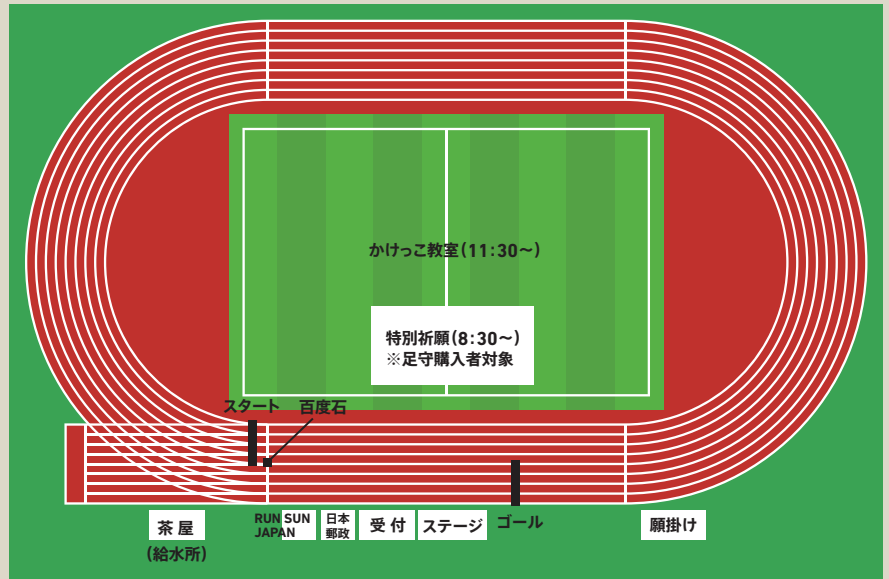 かけっこ教室(11:30〜)
特別祈願(8:30〜)
※足守購入者対象
スタート
百度石
茶屋
(給水所)
RUN SUN
JAPAN
日本
郵政
受付
ステージ
ゴール
願掛け